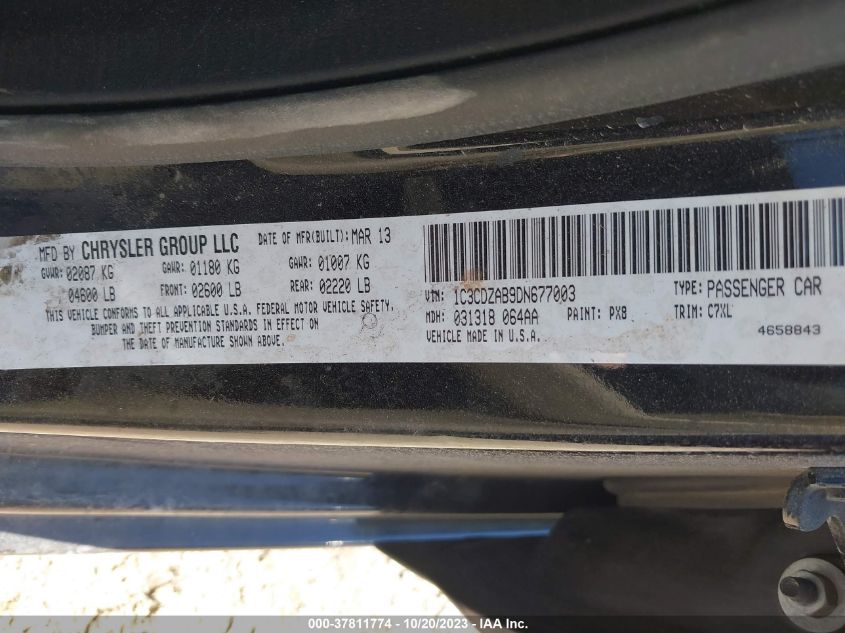 MFD BY CHRYSLER GROUP LLC DATE OF MFR(BUILT): MAR 13
GVWR: 02087 KG GAWR: 01180 KG GAWR: 01007 KG
04600 LB FRONT: 02600 LB REAR: 02220 LB
THIS VEHICLE CONFORMS TO ALL APPLICABLE U.S.A. FEDERAL MOTOR VEHICLE SAFETY,
BUMPER AND THEFT PREVENTION STANDARDS IN EFFECT ON
THE DATE OF MANUFACTURE SHOWN ABOVE.
VIN: 1C3CDZAB9DN677003 TYPE: PASSENGER CAR
MDH: 031318 064AA PAINT: PX8 TRIM: C7XL
VEHICLE MADE IN U.S.A. 4658843
000-37811774 - 10/20/2023 - IAA Inc.